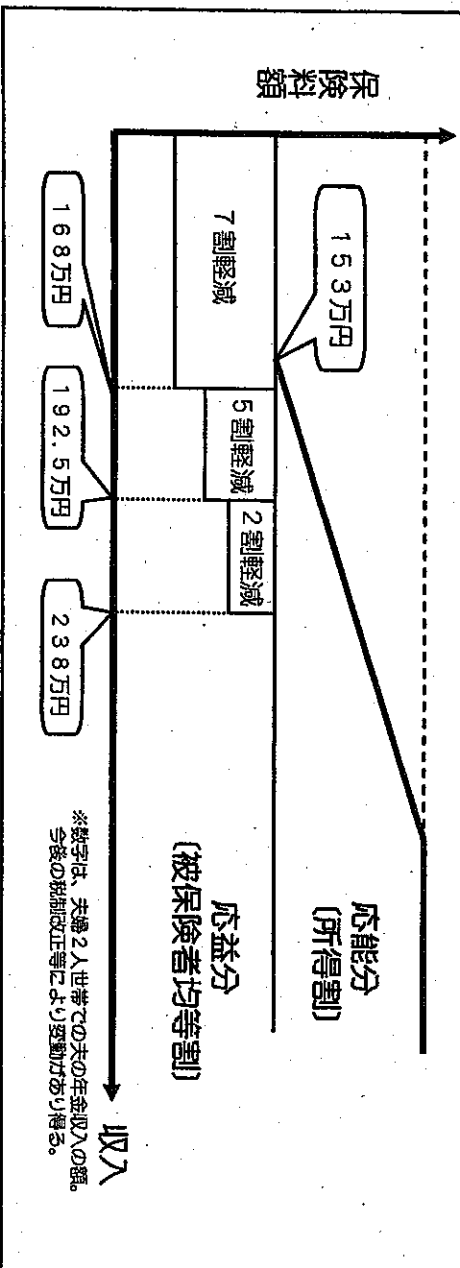 保険料額
153万円
応能分
〔所得割〕
7割軽減
5割軽減
2割軽減
応益分
〔被保険者均等割〕
168万円
192.5万円
238万円
収入
※数字は、夫婦2人世帯での夫の年金収入の額。
今後の税制改正等により変動があり得る。